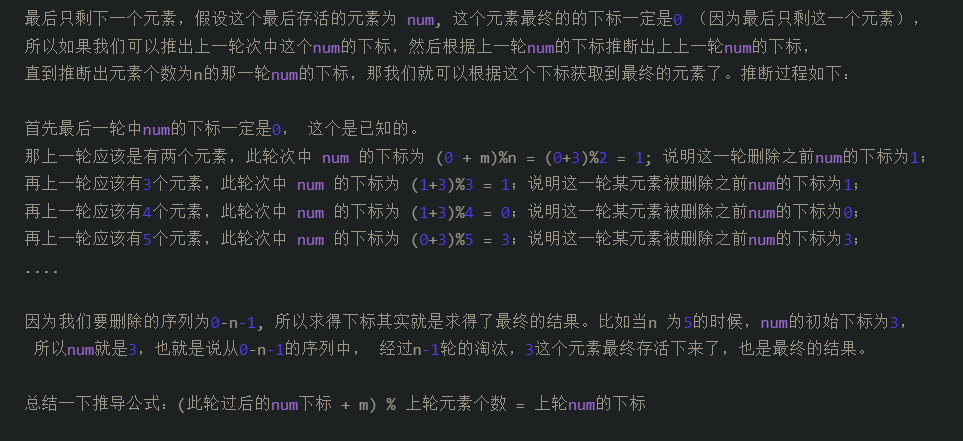 最后只剩下一个元素，假设这个最后存活的元素为 num, 这个元素最终的的下标一定是0 （因为最后只剩这一个元素），
所以如果我们可以推出上一轮次中这个num的下标，然后根据上一轮num的下标推断出上上一轮num的下标，
直到推断出元素个数为n的那一轮num的下标，那我们就可以根据这个下标获取到最终的元素了。推断过程如下：
首先最后一轮中num的下标一定是0， 这个是已知的。
那上一轮应该是有两个元素，此轮次中 num 的下标为 (0 + m)%n = (0+3)%2 = 1; 说明这一轮删除之前num的下标为1；
再上一轮应该有3个元素，此轮次中 num 的下标为 (1+3)%3 = 1；说明这一轮某元素被删除之前num的下标为1；
再上一轮应该有4个元素，此轮次中 num 的下标为 (1+3)%4 = 0；说明这一轮某元素被删除之前num的下标为0；
再上一轮应该有5个元素，此轮次中 num 的下标为 (0+3)%5 = 3；说明这一轮某元素被删除之前num的下标为3；
....
因为我们要删除的序列为0-n-1, 所以求得下标其实就是求得了最终的结果。比如当n 为5的时候，num的初始下标为3，
所以num就是3，也就是说从0-n-1的序列中， 经过n-1轮的淘汰，3这个元素最终存活下来了，也是最终的结果。
总结一下推导公式：(此轮过后的num下标 + m) % 上轮元素个数 = 上轮num的下标